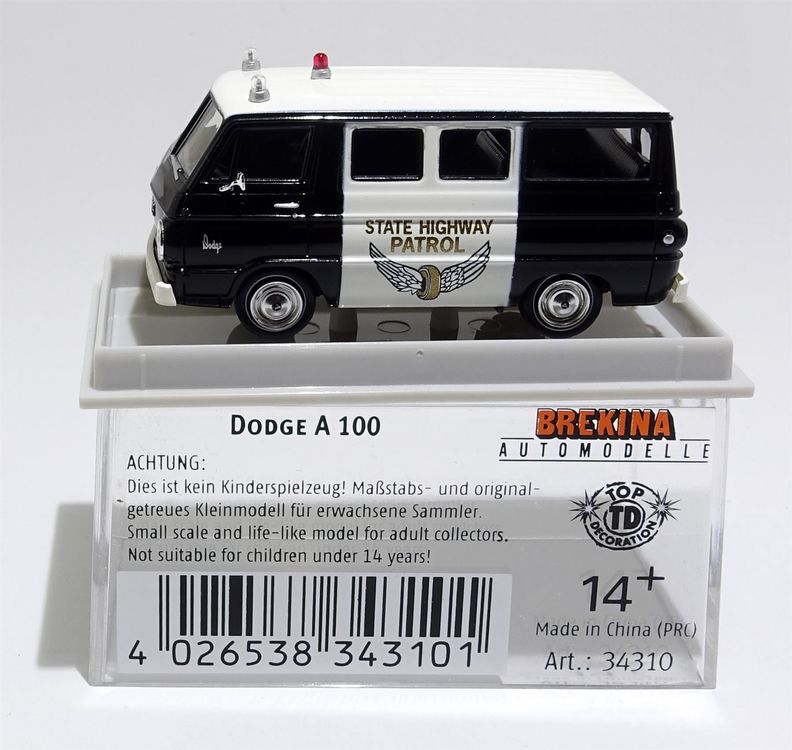 STATE HIGHWAY
PATROL
Dodge
DODGE A 100
BREKINA
AUTOMODELLE
ACHTUNG:
Dies ist kein Kinderspielzeug! Maßstabs- und original-
getreues Kleinmodell für erwachsene Sammler.
Small scale and life-like model for adult collectors.
Not suitable for children under 14 years!
TOP
TD
DECORATION
14+
Made in China (PRC)
Art.: 34310
4 026538 343101